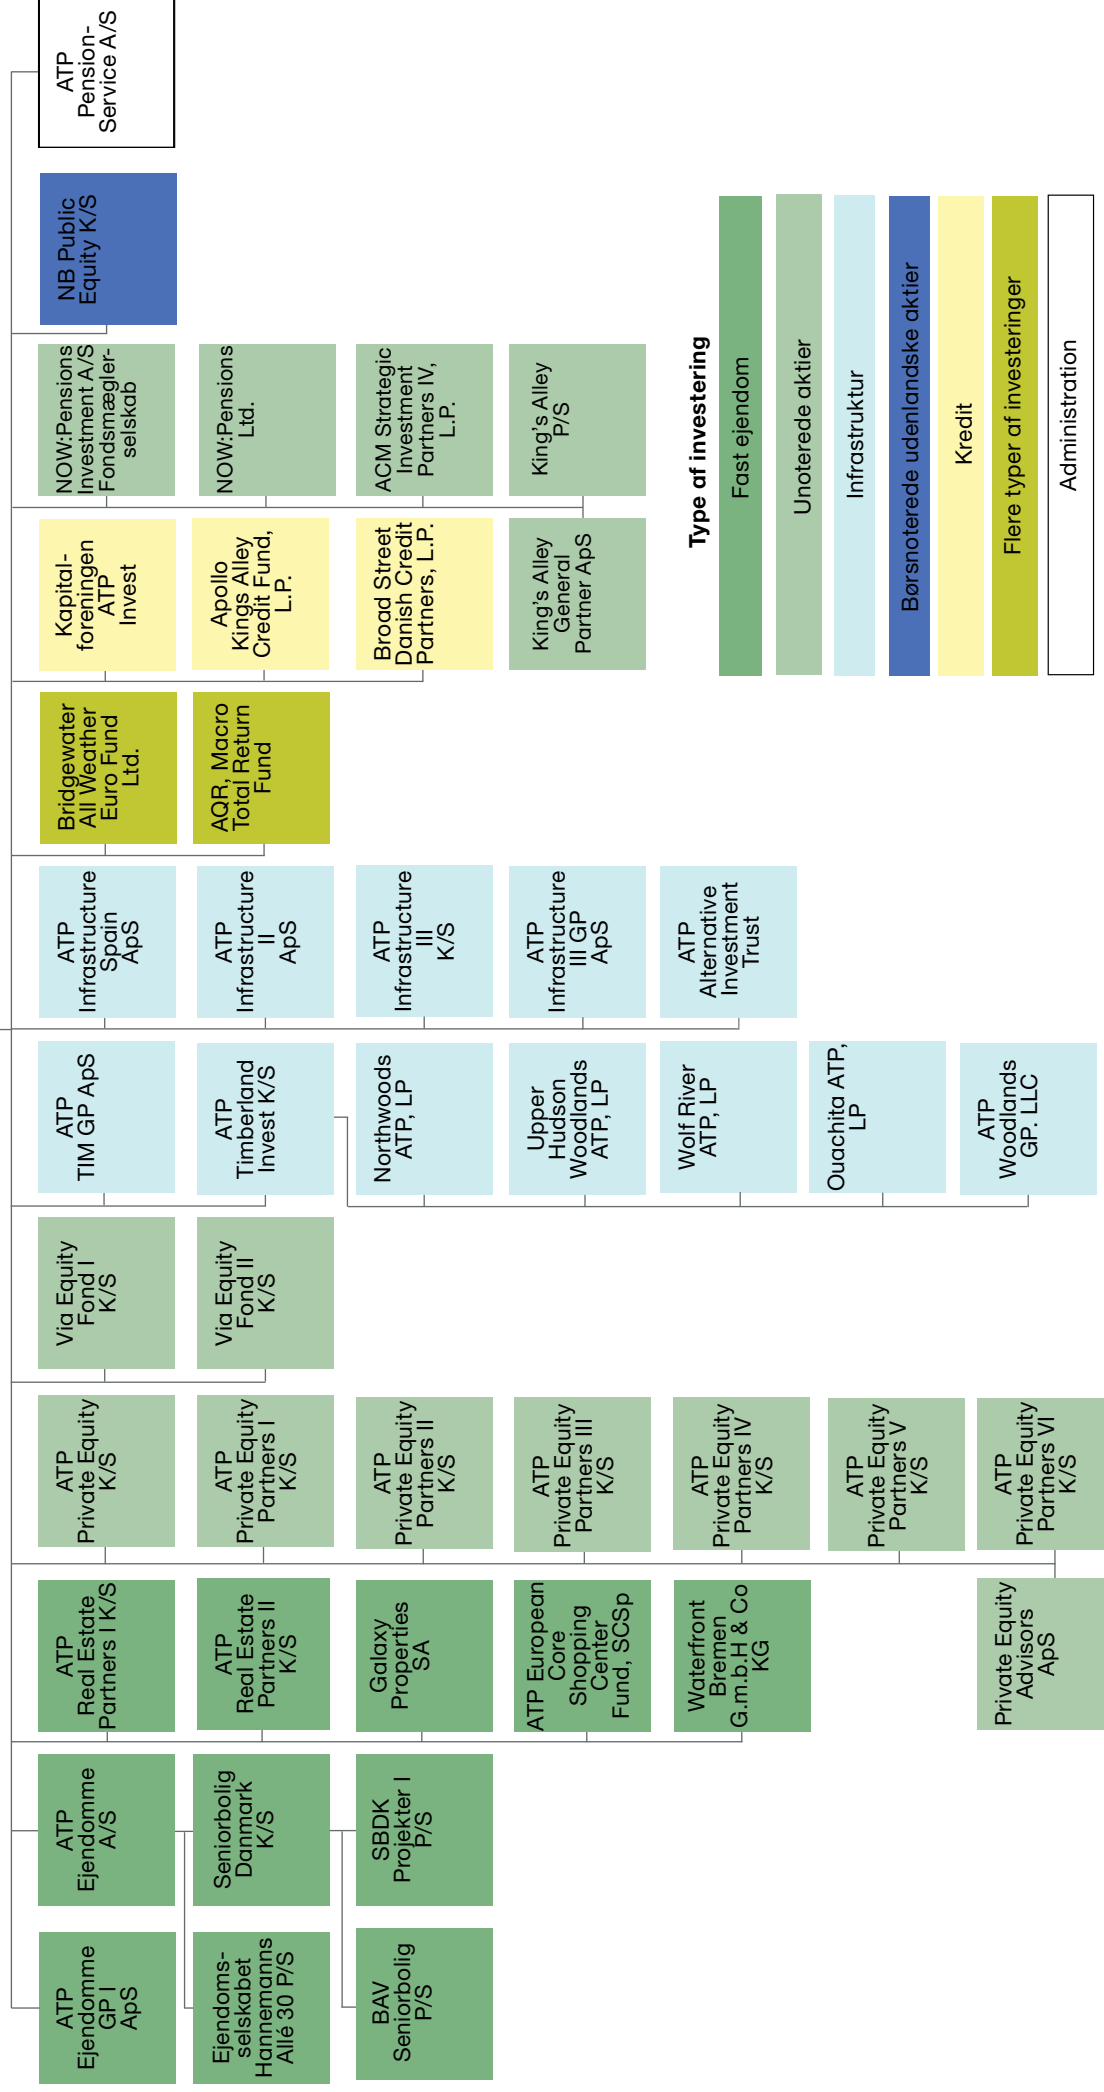 ATP
Ejendomme
GP I
ApS
ATP
Ejendomme
A/S
ATP
Real Estate
Partners I K/S
ATP
Private Equity
K/S
Via Equity
Fond I
K/S
ATP
TIM GP ApS
ATP
Infrastructure
Spain
ApS
Bridgewater
All Weather
Euro Fund
Ltd.
Kapital-
foreningen
ATP
Invest
NOW:Pensions
Investment A/S
Fondsmægler-
selskab
NB Public
Equity K/S
ATP
Pension-
Service A/S
Ejendoms-
selskabet
Hannemanns
Allé 30 P/S
Seniorbolig
Danmark
K/S
ATP
Real Estate
Partners II
K/S
ATP
Private Equity
Partners I
K/S
Via Equity
Fond II
K/S
ATP
Timberland
Invest K/S
ATP
Infrastructure
II
ApS
AQR, Macro
Total Return
Fund
Apollo
Kings Alley
Credit Fund,
L.P.
NOW:Pensions
Ltd.
BAV
Seniorbolig
P/S
SBDK
Projekter I
P/S
Galaxy
Properties
SA
ATP
Private Equity
Partners II
K/S
Northwoods
ATP, LP
ATP
Infrastructure
III
K/S
Broad Street
Danish Credit
Partners, L.P.
ACM Strategic
Investment
Partners IV,
L.P.
ATP European
Core
Shopping
Center
Fund, SCSp
ATP
Private Equity
Partners III
K/S
Upper
Hudson
Woodlands
ATP, LP
ATP
Infrastructure
III GP
ApS
King's Alley
General
Partner ApS
King's Alley
P/S
Waterfront
Bremen
G.m.b.H & Co
KG
ATP
Private Equity
Partners IV
K/S
Wolf River
ATP, LP
ATP
Alternative
Investment
Trust
ATP
Private Equity
Partners V
K/S
Ouachita ATP,
LP
Private Equity
Advisors
ApS
ATP
Private Equity
Partners VI
K/S
ATP
Woodlands
GP. LLC
Type af investering
Fast ejendom
Unoterede aktier
Infrastruktur
Børsnoterede udenlandske aktier
Kredit
Flere typer af investeringer
Administration